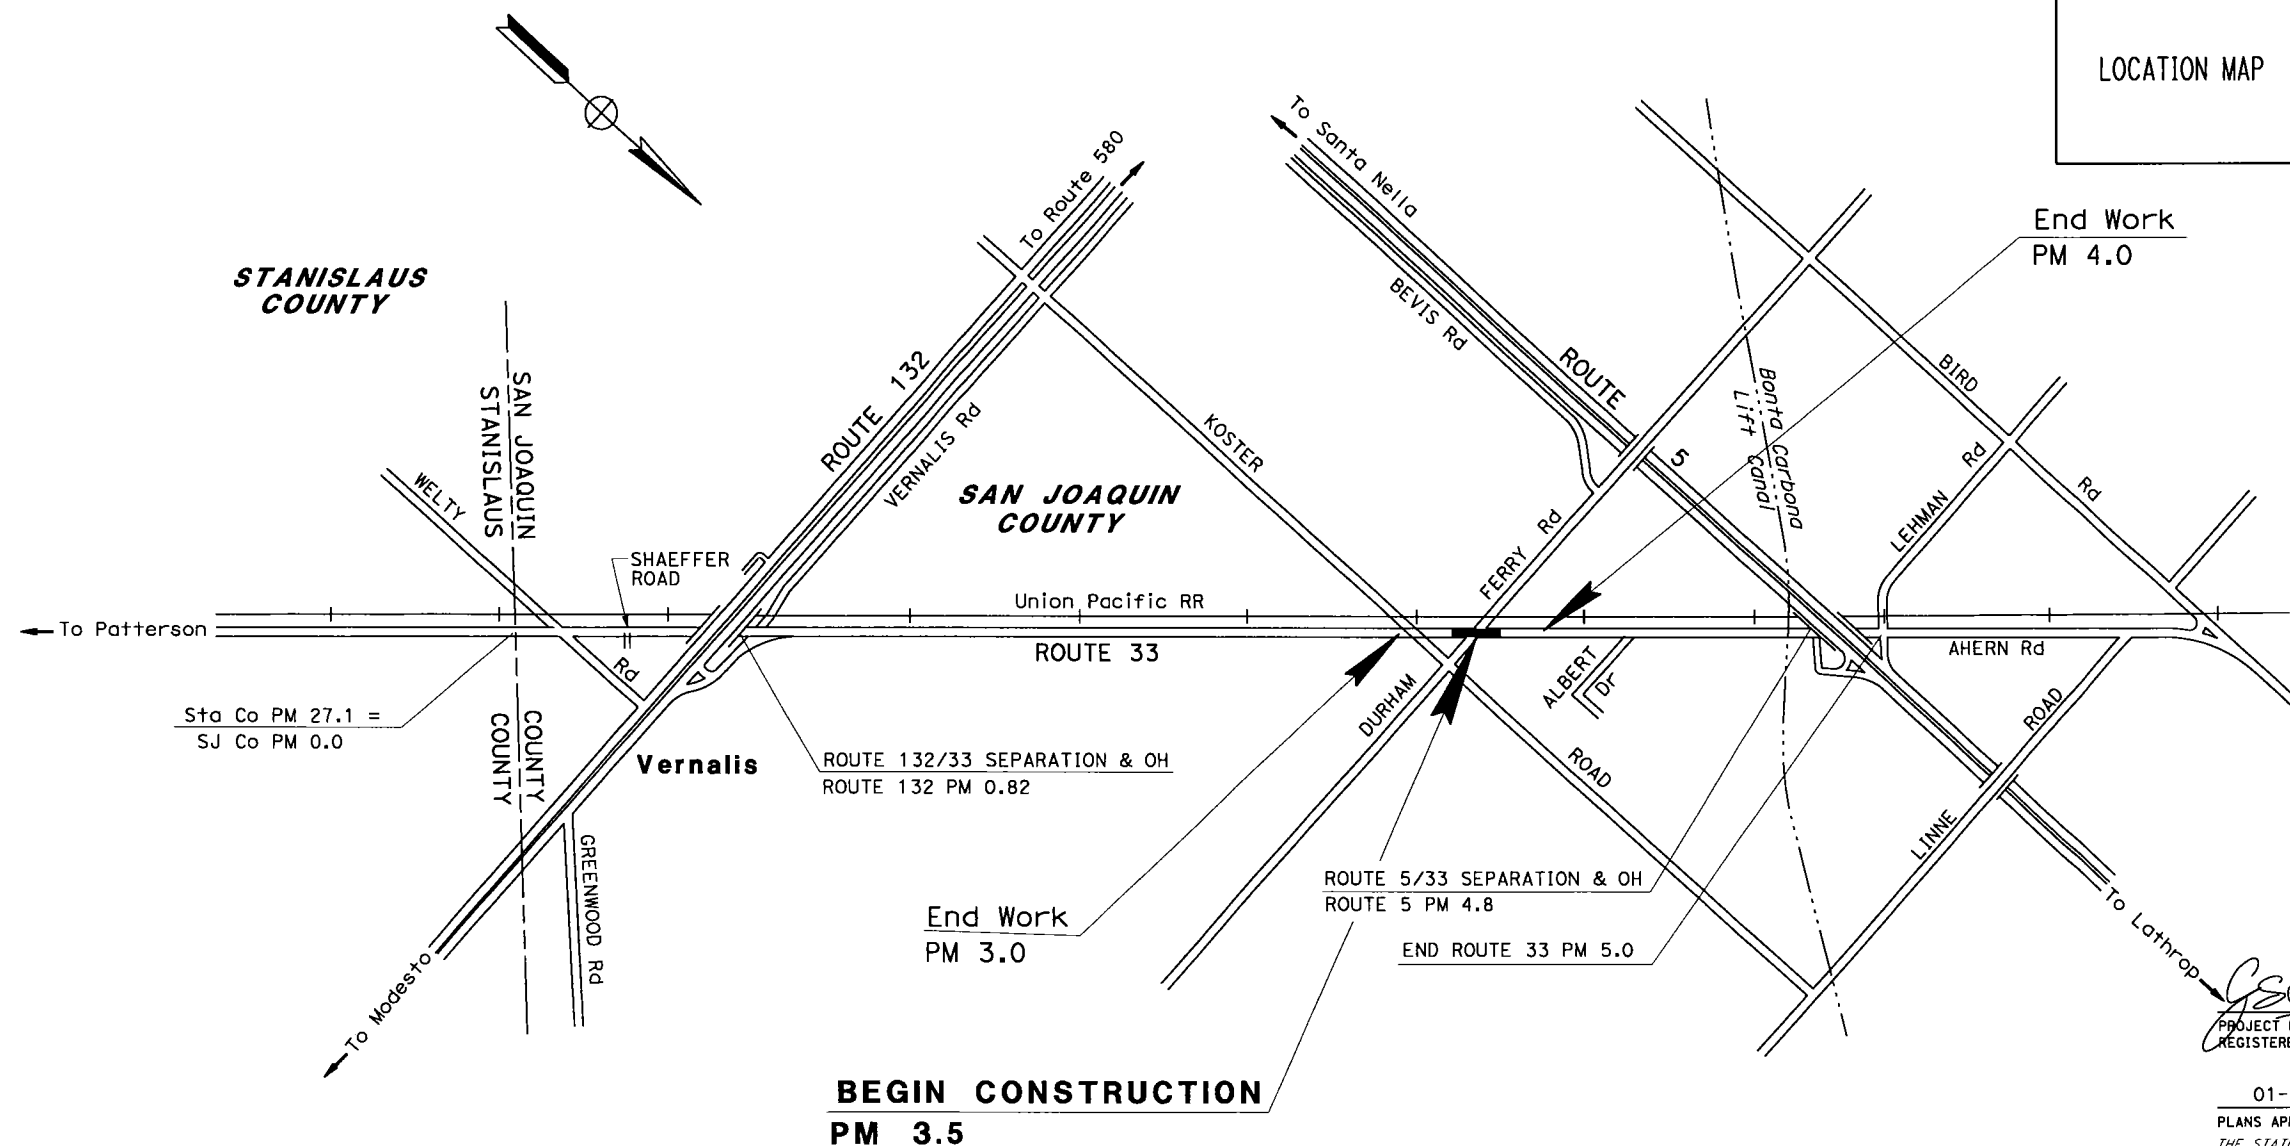 LOCATION MAP
To Route 580
To Santa Nella
End Work
PM 4.0
STANISLAUS
COUNTY
BEVIS Rd
ROUTE 5
BIRD Rd
Bonta Carbona
Lift canal
SAN JOAQUIN COUNTY
STANISLAUS COUNTY
ROUTE 132
VERNALIS Rd
KOSTER ROAD
WELTY Rd
SAN JOAQUIN
COUNTY
LEHMAN Rd
SHAEFFER
ROAD
DURHAM FERRY Rd
Union Pacific RR
To Patterson
ROUTE 33
AHERN Rd
ALBERT Dr
Sta Co PM 27.1 =
SJ Co PM 0.0
Vernalis
ROUTE 132/33 SEPARATION & OH
ROUTE 132 PM 0.82
LINNE ROAD
GREENWOOD Rd
ROUTE 5/33 SEPARATION & OH
ROUTE 5 PM 4.8
End Work
PM 3.0
END ROUTE 33 PM 5.0
To Lathrop
To Modesto
PROJECT
REGISTERE
BEGIN CONSTRUCTION
PM 3.5
01-
PLANS AP
THE STATE